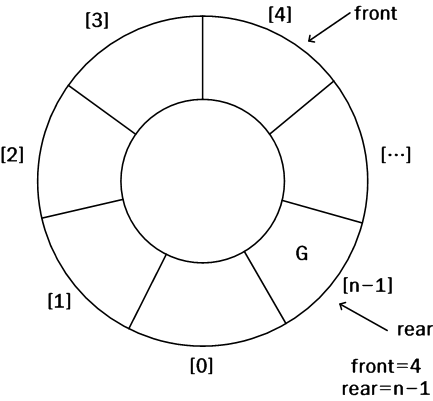 [3]
[4]
front
[2]
[...]
G
[n-1]
[1]
rear
[0]
front=4
rear=n-1